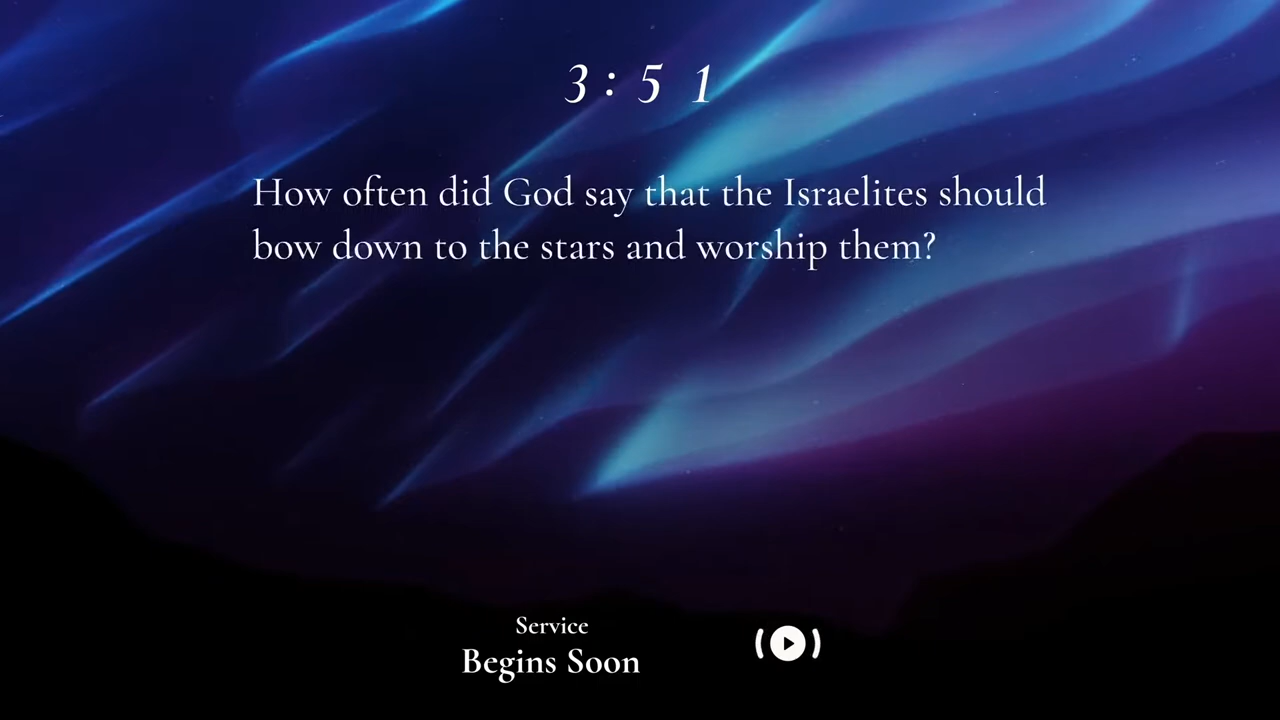 3:51
How often did God say that the Israelites should
bow down to the stars and worship them?
Service
Begins Soon